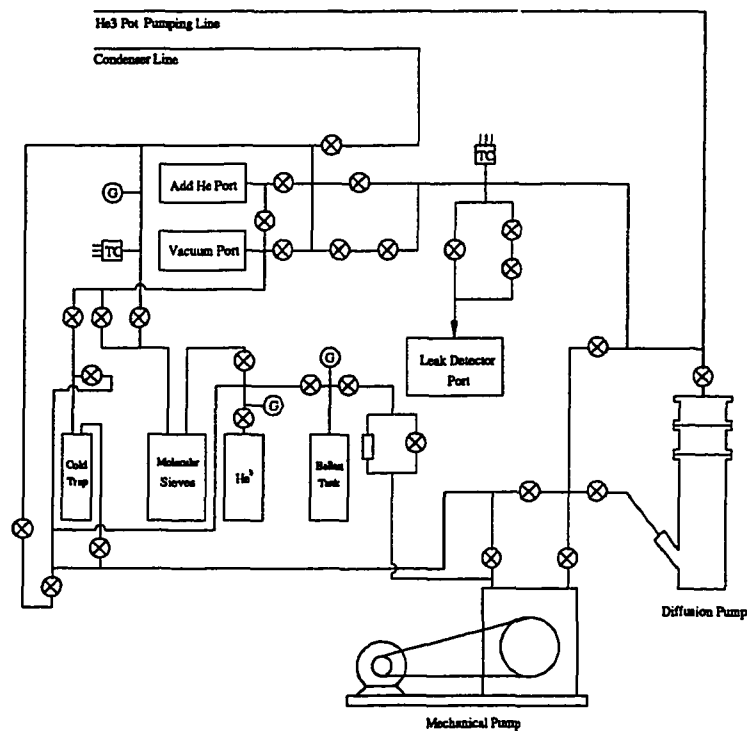 He3 Pot Pumping Line
Condenser Line
TC
Add He Port
G
Vacuum Port
TC
G
Leak Detector
Port
G
Cold
Trap
Molecular
Sieves
He³
Ballast
Tank
Diffusion Pump
Mechanical Pump